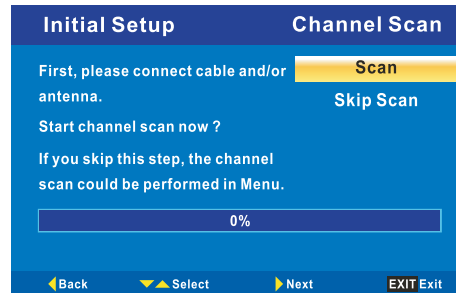 Initial Setup Channel Scan
First, please connect cable and/or
antenna.
Start channel scan now ?
If you skip this step, the channel
scan could be performed in Menu.
Scan
Skip Scan
0%
Back Select Next EXIT Exit